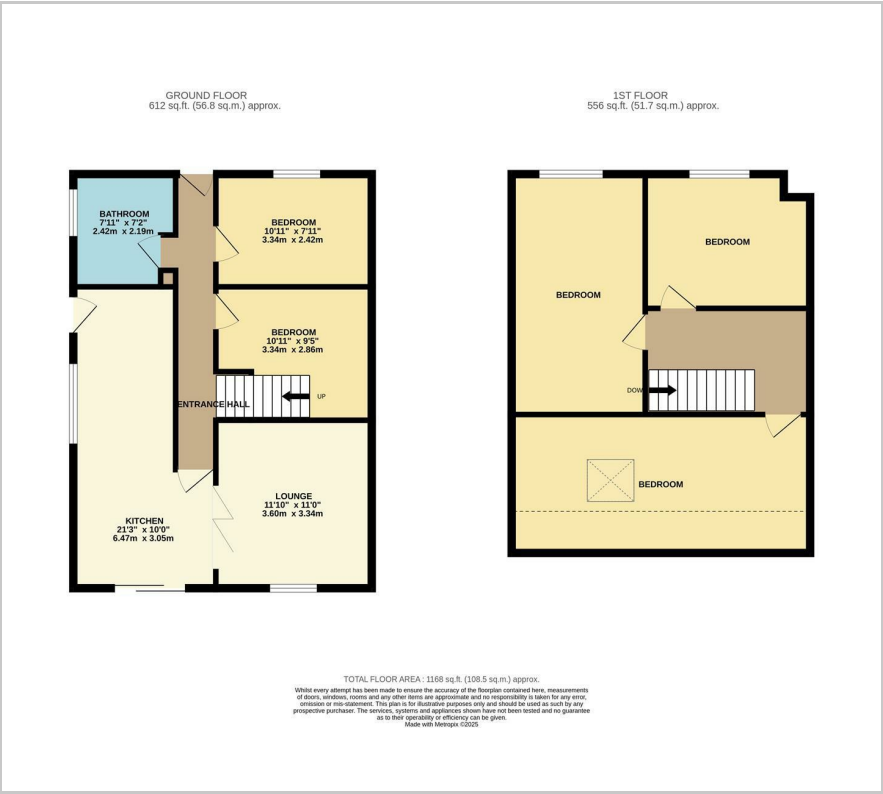 GROUND FLOOR
612 sq.ft. (56.8 sq.m.) approx.
1ST FLOOR
556 sq.ft. (51.7 sq.m.) approx.
BATHROOM
7'11" x 7'2"
2.42m x 2.19m
BEDROOM
10'11" x 7'11"
3.34m x 2.42m
BEDROOM
10'11" x 9'5"
3.34m x 2.86m
UP
ENTRANCE HALL
LOUNGE
11'10" x 11'0"
3.60m x 3.34m
KITCHEN
21'3" x 10'0"
6.47m x 3.05m
BEDROOM
BEDROOM
DOW
BEDROOM
TOTAL FLOOR AREA : 1168 sq.ft. (108.5 sq.m.) approx.
Whilst every attempt has been made to ensure the accuracy of the floorplan contained here, measurements
of doors, windows, rooms and any other items are approximate and no responsibility is taken for any error,
omission or mis-statement. This plan is for illustrative purposes only and should be used as such by any
prospective purchaser. The services, systems and appliances shown have not been tested and no guarantee
as to their operability or efficiency can be given.
Made with Metropix ©2025